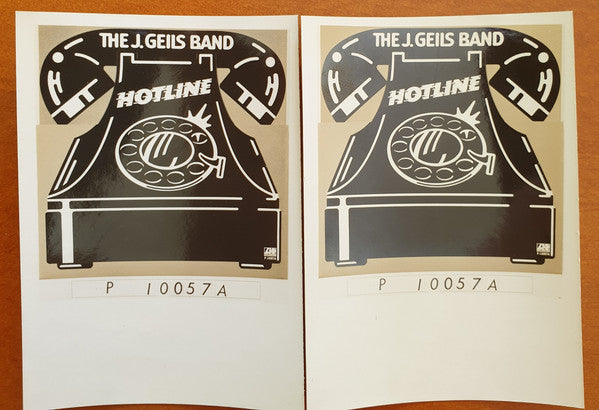 THE J. GEILS BAND
HOTLINE
P 10057A
THE J. GEILS BAND
HOTLINE
P 10057A